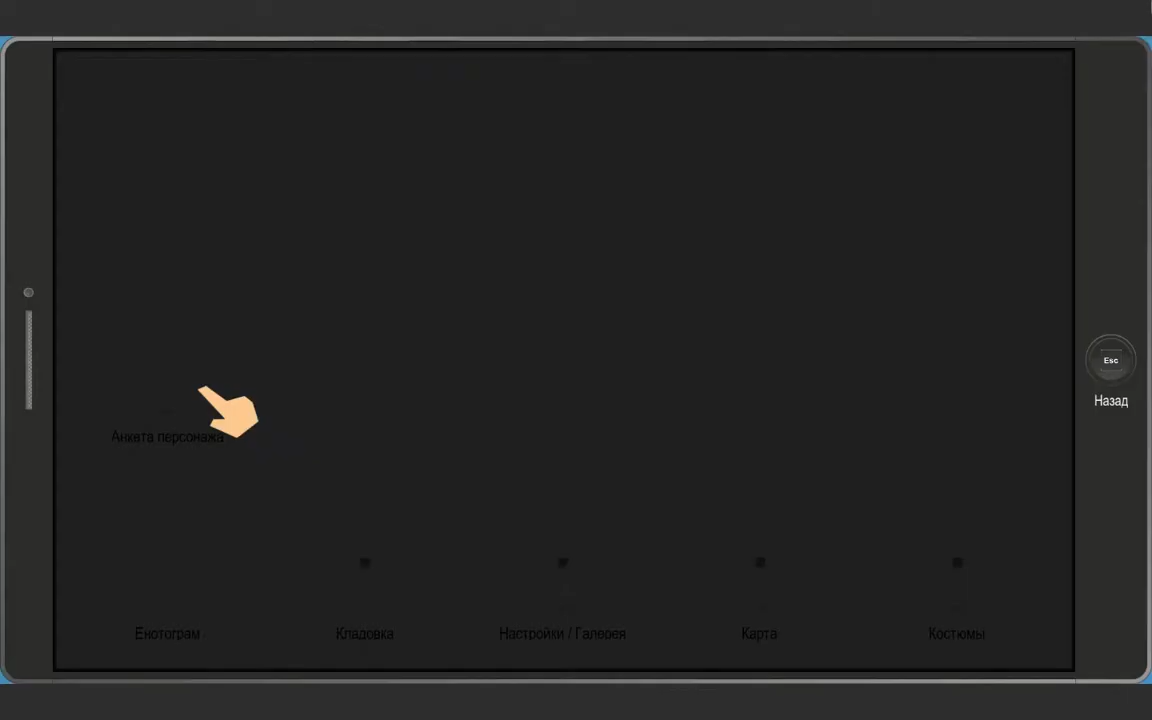 Esc
Назад
Анкета персонажа
Енотограм
Кладовка
Настройки / Галерея
Карта
Костюмы